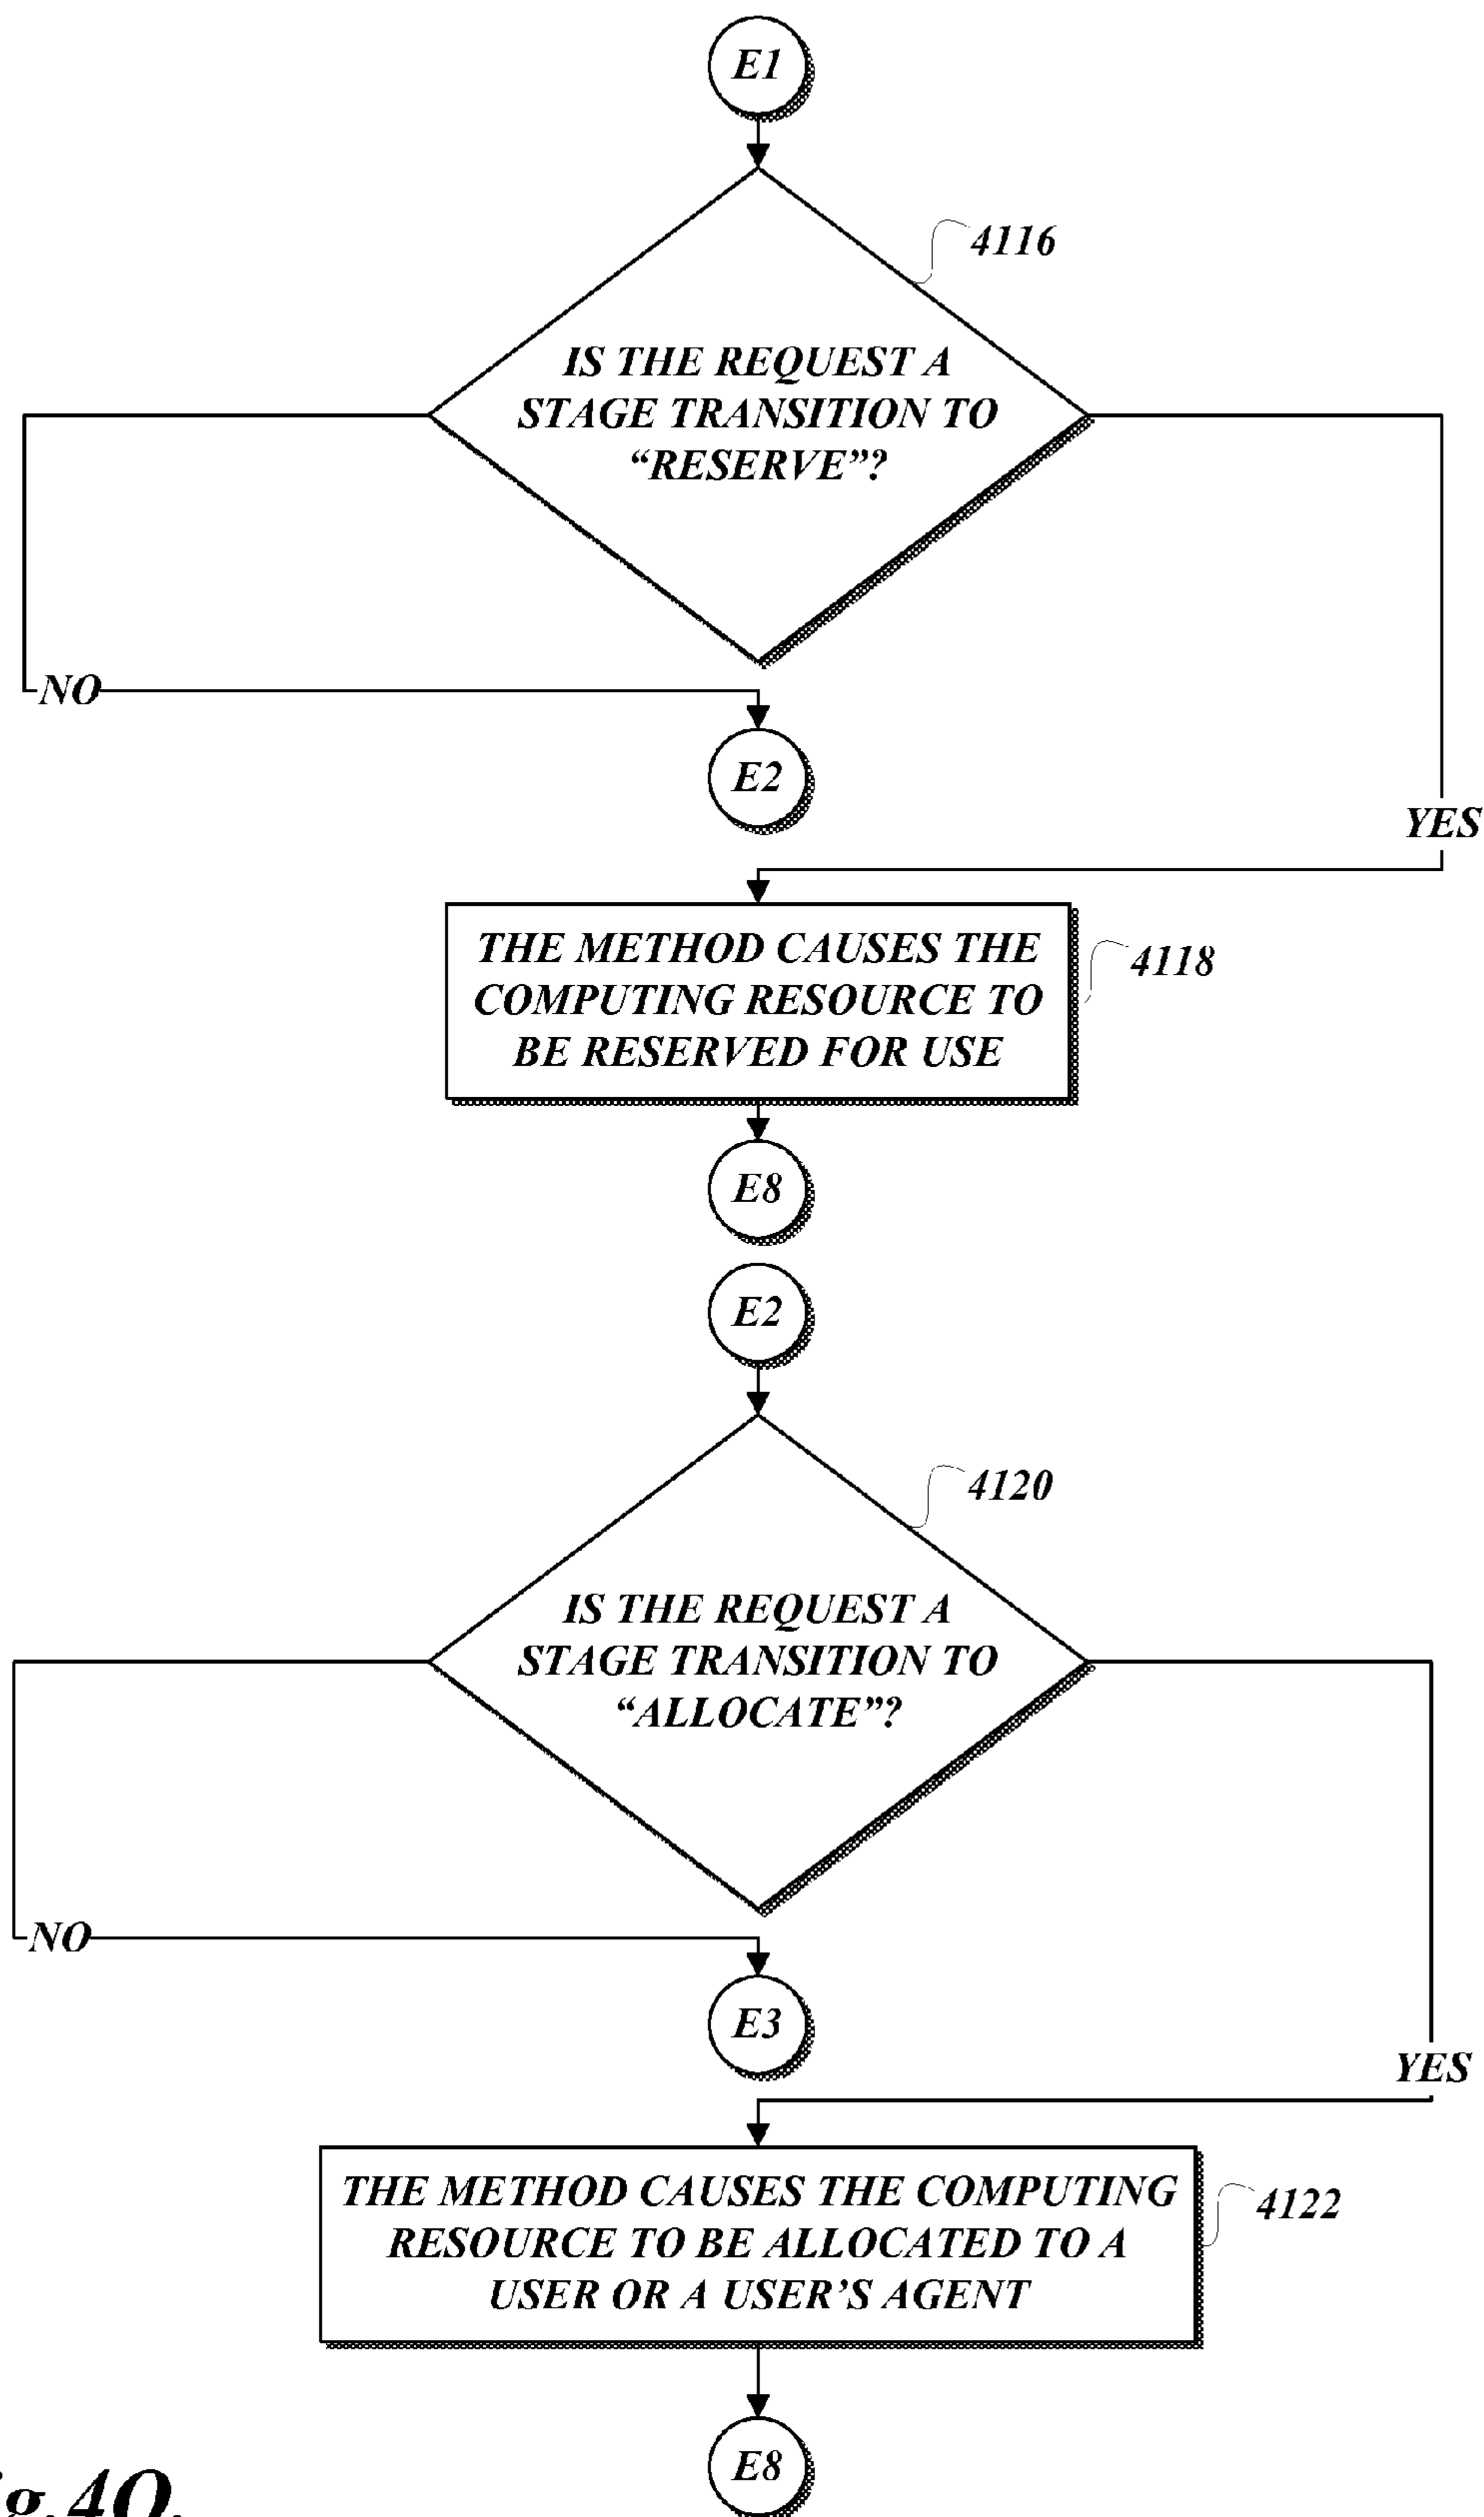 E1
4116
IS THE REQUEST A
STAGE TRANSITION TO
“RESERVE”?
NO
E2
YES
THE METHOD CAUSES THE
COMPUTING RESOURCE TO
BE RESERVED FOR USE
4118
E8
E2
4120
IS THE REQUEST A
STAGE TRANSITION TO
“ALLOCATE”?
NO
E3
YES
THE METHOD CAUSES THE COMPUTING
RESOURCE TO BE ALLOCATED TO A
USER OR A USER’S AGENT
4122
E8